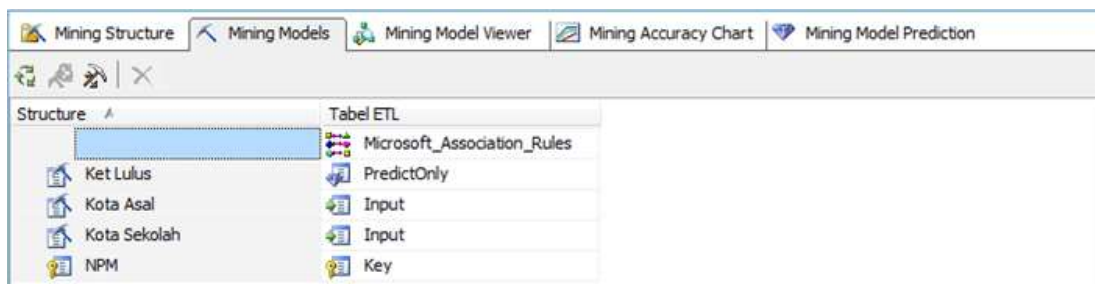 Mining Structure Mining Models Mining Model Viewer Mining Accuracy Chart Mining Model Prediction
Structure Tabel ETL
Microsoft_Association_Rules
Ket Lulus PredictOnly
Kota Asal Input
Kota Sekolah Input
NPM Key